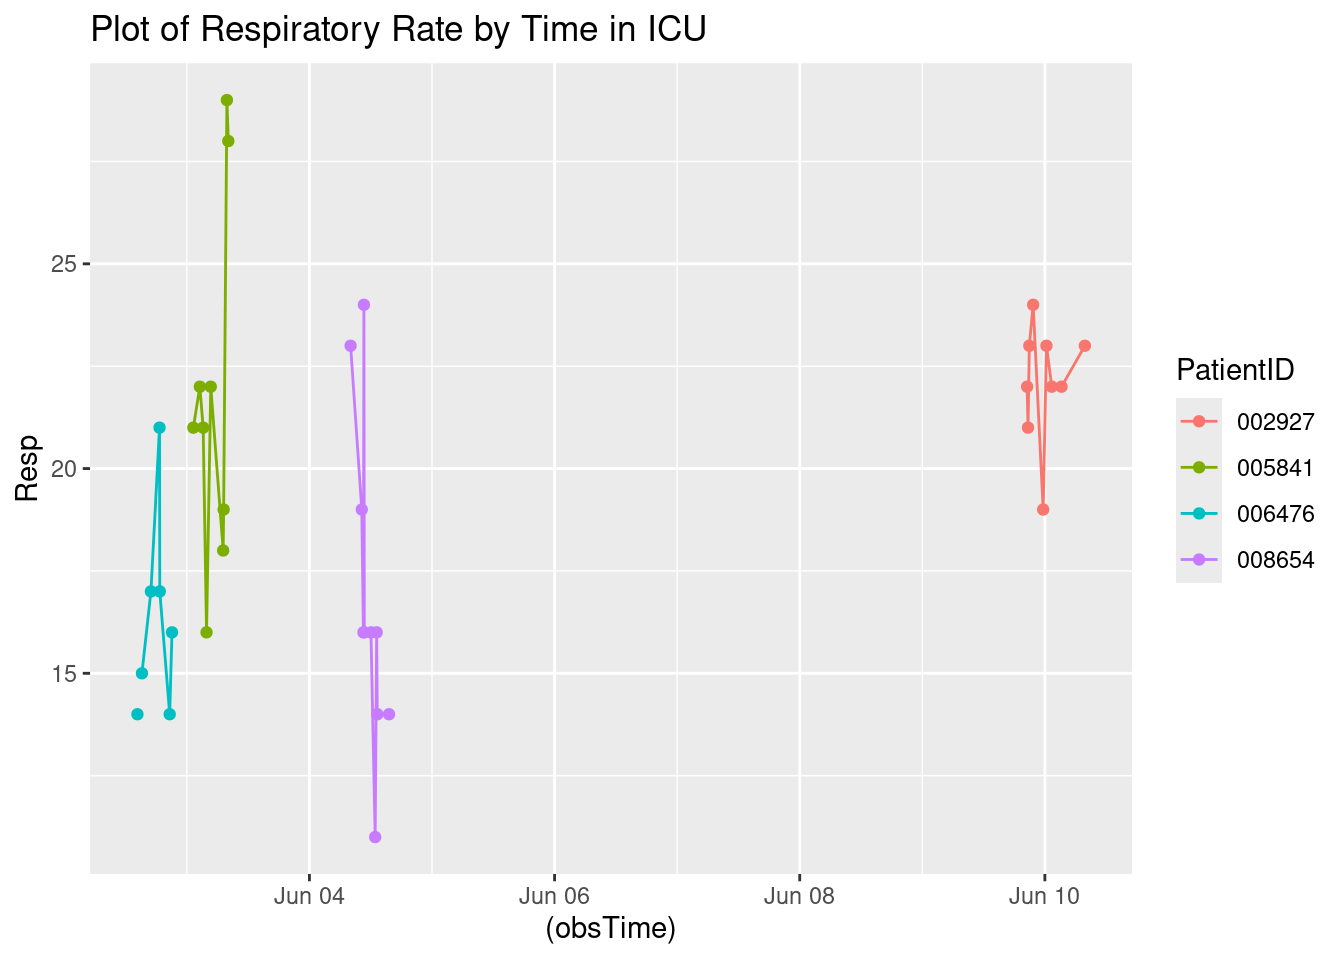 Plot of Respiratory Rate by Time in ICU
Resp
25
20
15
Jun 04
Jun 06
Jun 08
Jun 10
(obsTime)
PatientID
002927
005841
006476
008654